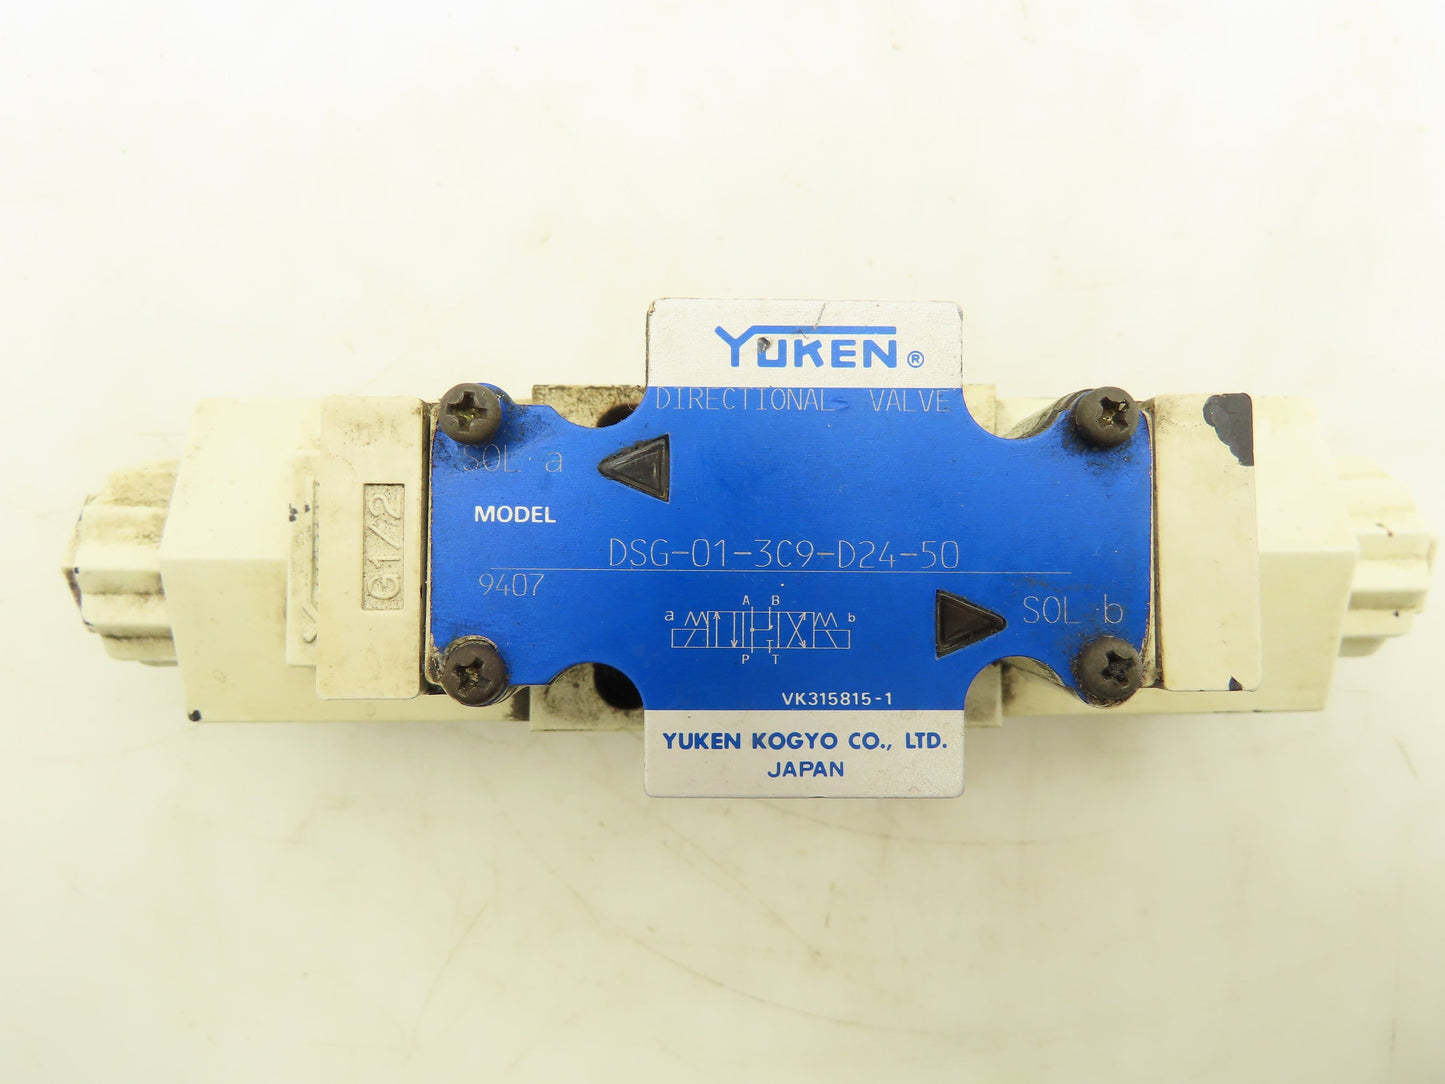 YUKEN®
DIRECTIONAL VALVE
SOL a
MODEL
DSG-01-3C9-D24-50
9407
G1/2
A B
a b
P T
SOL b
VK315815-1
YUKEN KOGYO CO., LTD.
JAPAN